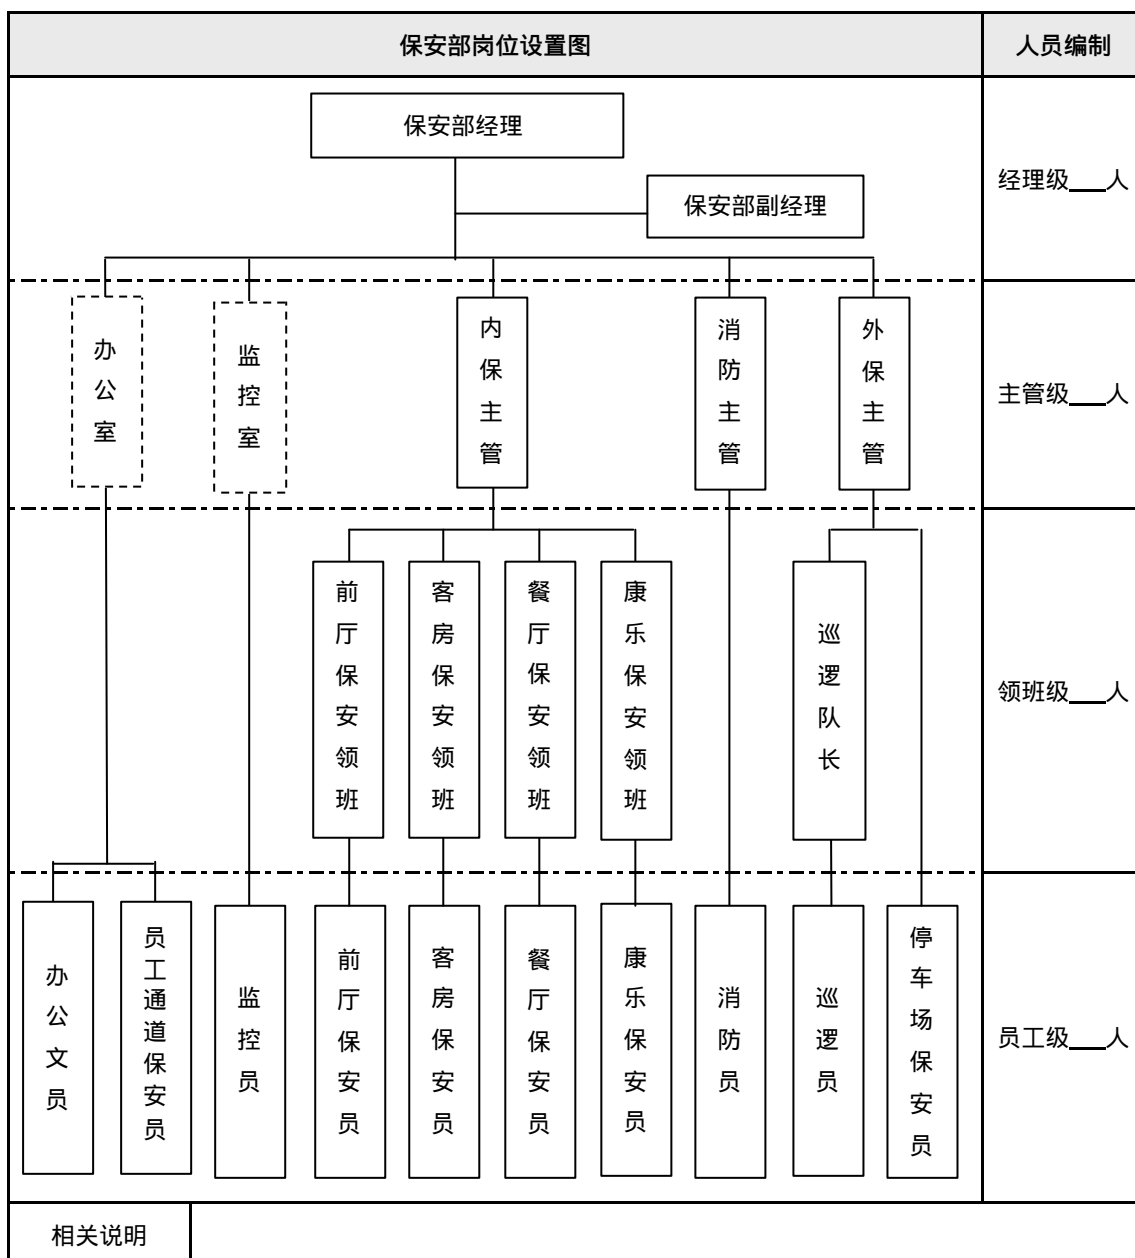 保安部岗位设置图
人员编制
保安部经理
经理级___人
保安部副经理
办公室
监控室
内保主管
消防主管
外保主管
主管级___人
前厅保安领班
客房保安领班
餐厅保安领班
康乐保安领班
巡逻队长
领班级___人
办公文员
员工通道保安员
监控员
前厅保安员
客房保安员
餐厅保安员
康乐保安员
消防员
巡逻员
停车场保安员
员工级___人
相关说明